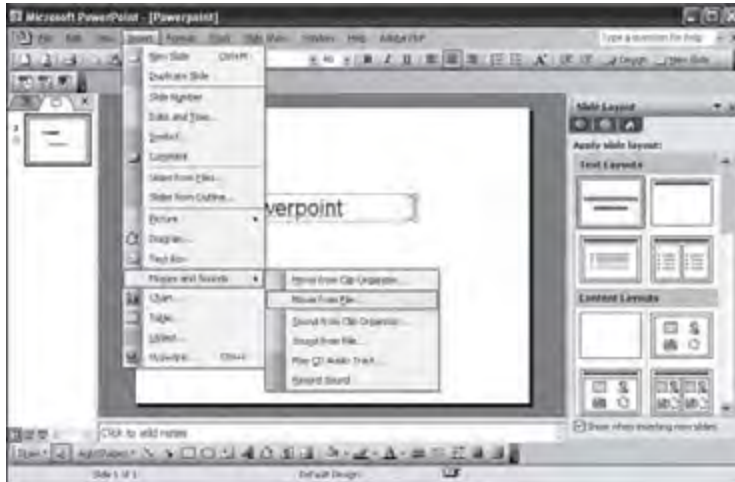 Microsoft PowerPoint - [Powerpoint]
File Edit View Insert Format Tools Slide Show Window Help Adobe PDF
Type a question for help
Design New Slide
New Slide Ctrl+M
Duplicate Slide
Slide Number
Date and Time...
Symbol...
Comment
Slides from Files...
Slides from Outline...
Picture
Diagram...
Text Box
Movies and Sounds
Chart...
Table...
Object...
Hyperlink... Ctrl+K
Movie from Clip Organizer...
Movie from File...
Sound from Clip Organizer...
Sound from File...
Play CD Audio Track...
Record Sound
werpoint
Slide Layout
Apply slide layout:
Text Layouts
Content Layouts
Show when inserting new slides
Click to add notes
Draw AutoShapes
Slide 1 of 1 Default Design